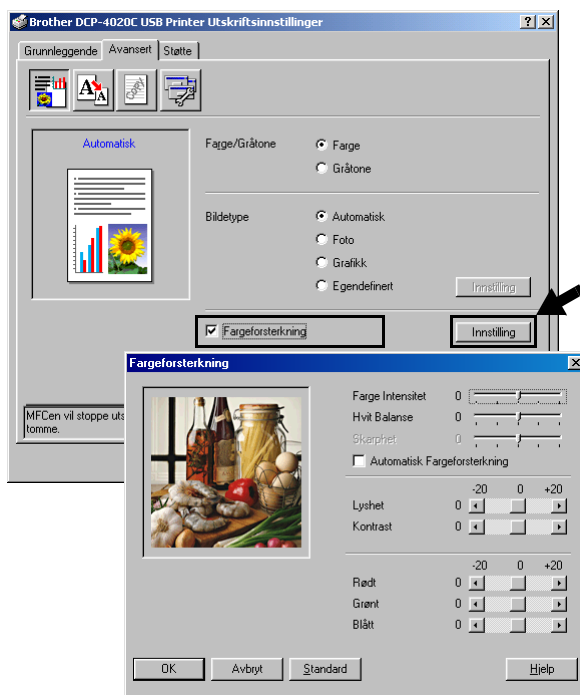 Brother DCP-4020C USB Printer Utskriftsinnstillinger
Grunnleggende Avansert Støtte
Automatisk
Farge/Gråtone Farge
Gråtone
Bildetype Automatisk
Foto
Grafikk
Egendefinert Innstilling
Fargeforsterkning Innstilling
Fargeforsterkning
MFCen vil stoppe uts
tomme.
Farge Intensitet 0
Hvit Balanse 0
Skarphet 0
Automatisk Fargeforsterkning
-20 0 +20
Lyshet 0
Kontrast 0
-20 0 +20
Rødt 0
Grønt 0
Blått 0
OK Avbryt Standard Hjelp